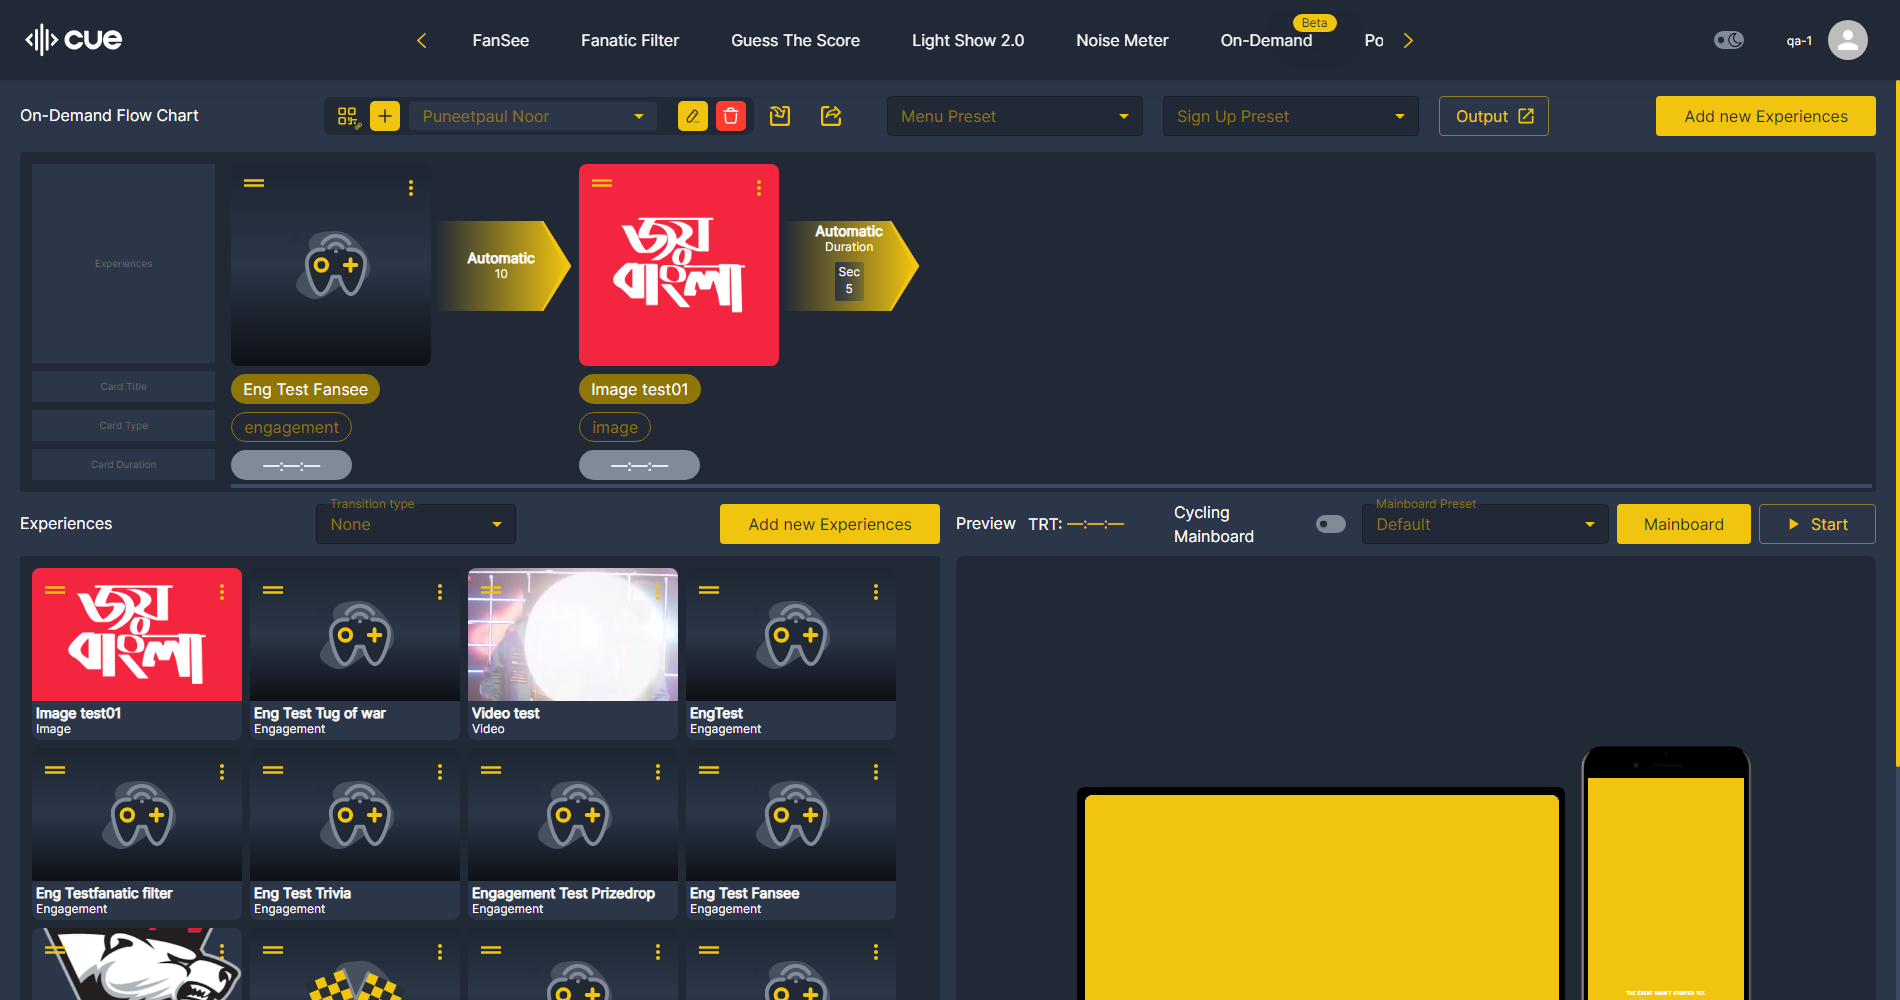 cue
FanSee
Fanatic Filter
Guess The Score
Light Show 2.0
Noise Meter
On-Demand
Beta
Po
qa-1
On-Demand Flow Chart
Puneetpaul Noor
Menu Preset
Sign Up Preset
Output
Add new Experiences
Experiences
Automatic
10
জয়
বাংলা
Automatic
Duration
Sec
5
Card Title
Eng Test Fansee
Image test01
Card Type
engagement
image
Card Duration
—:—:—
—:—:—
Experiences
Transition type
None
Add new Experiences
Preview
TRT: —:—:—
Cycling
Mainboard
Mainboard Preset
Default
Mainboard
Start
জয়
বাংলা
Image test01
Image
Eng Test Tug of war
Engagement
Video test
Video
EngTest
Engagement
Eng Testfanatic filter
Engagement
Eng Test Trivia
Engagement
Engagement Test Prizedrop
Engagement
Eng Test Fansee
Engagement
The Event hasn't started yet.